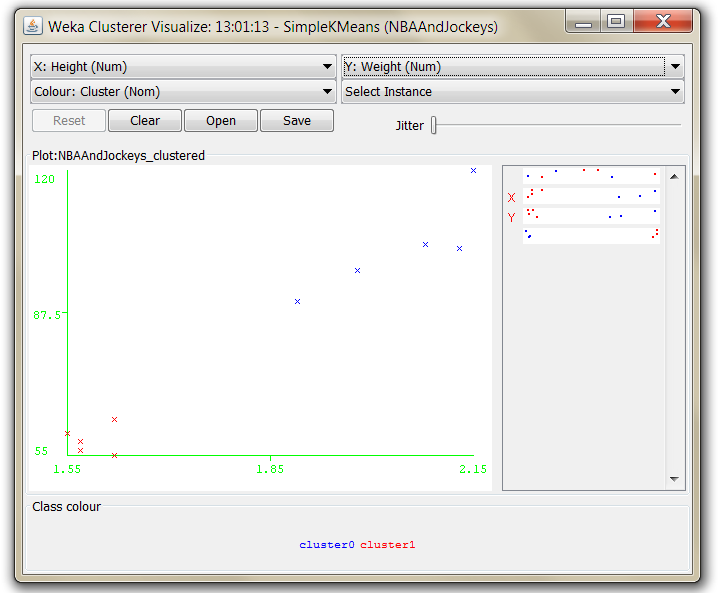 Weka Clusterer Visualize: 13:01:13 - SimpleKMeans (NBAAndJockeys)
X: Height (Num) Y: Weight (Num)
Colour: Cluster (Nom) Select Instance
Reset Clear Open Save Jitter
Plot:NBAAndJockeys_clustered
120
X
Y
87.5
55
1.55 1.85 2.15
Class colour
cluster0 cluster1